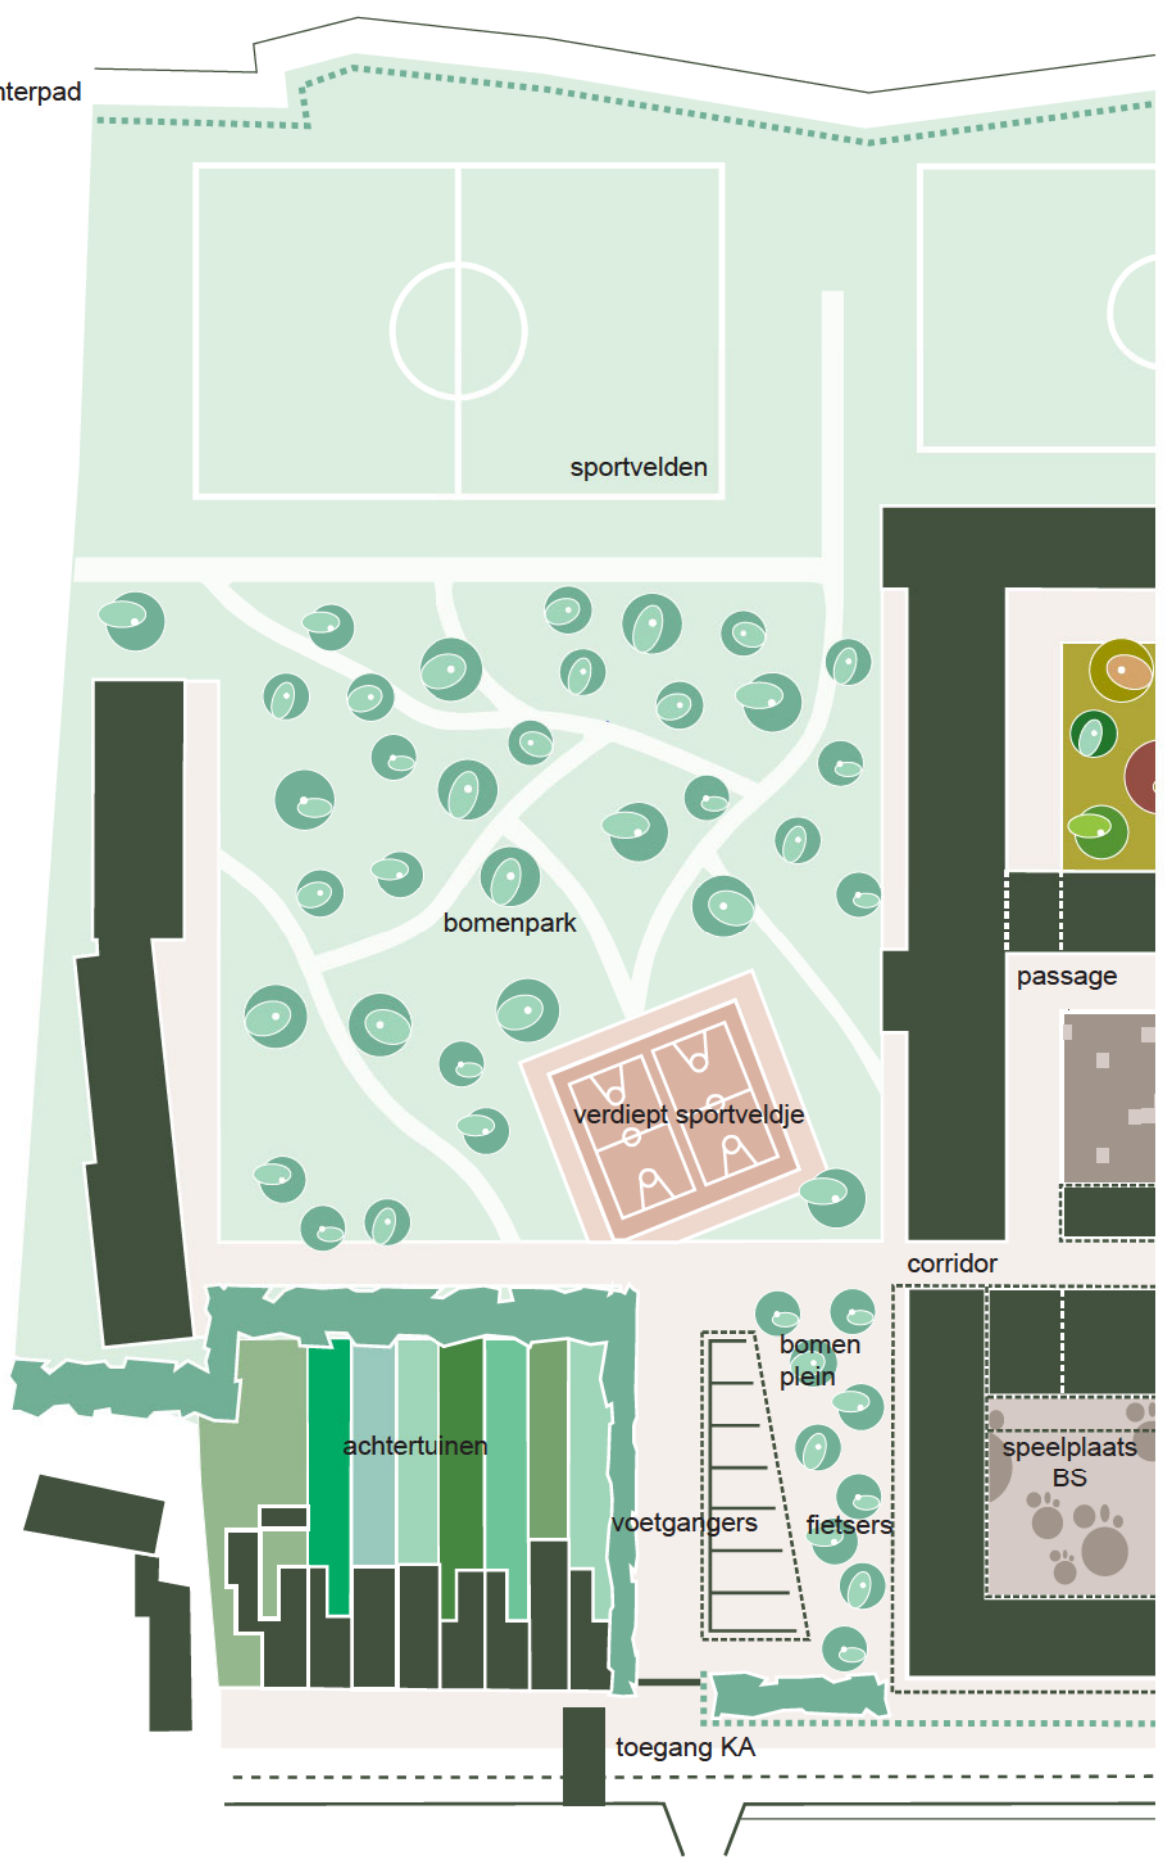 nterpad
sportvelden
bomenpark
passage
verdiept sportveldje
corridor
bomen
plein
achtertuinen
speelplaats
BS
voetgangers
fietsers
toegang KA